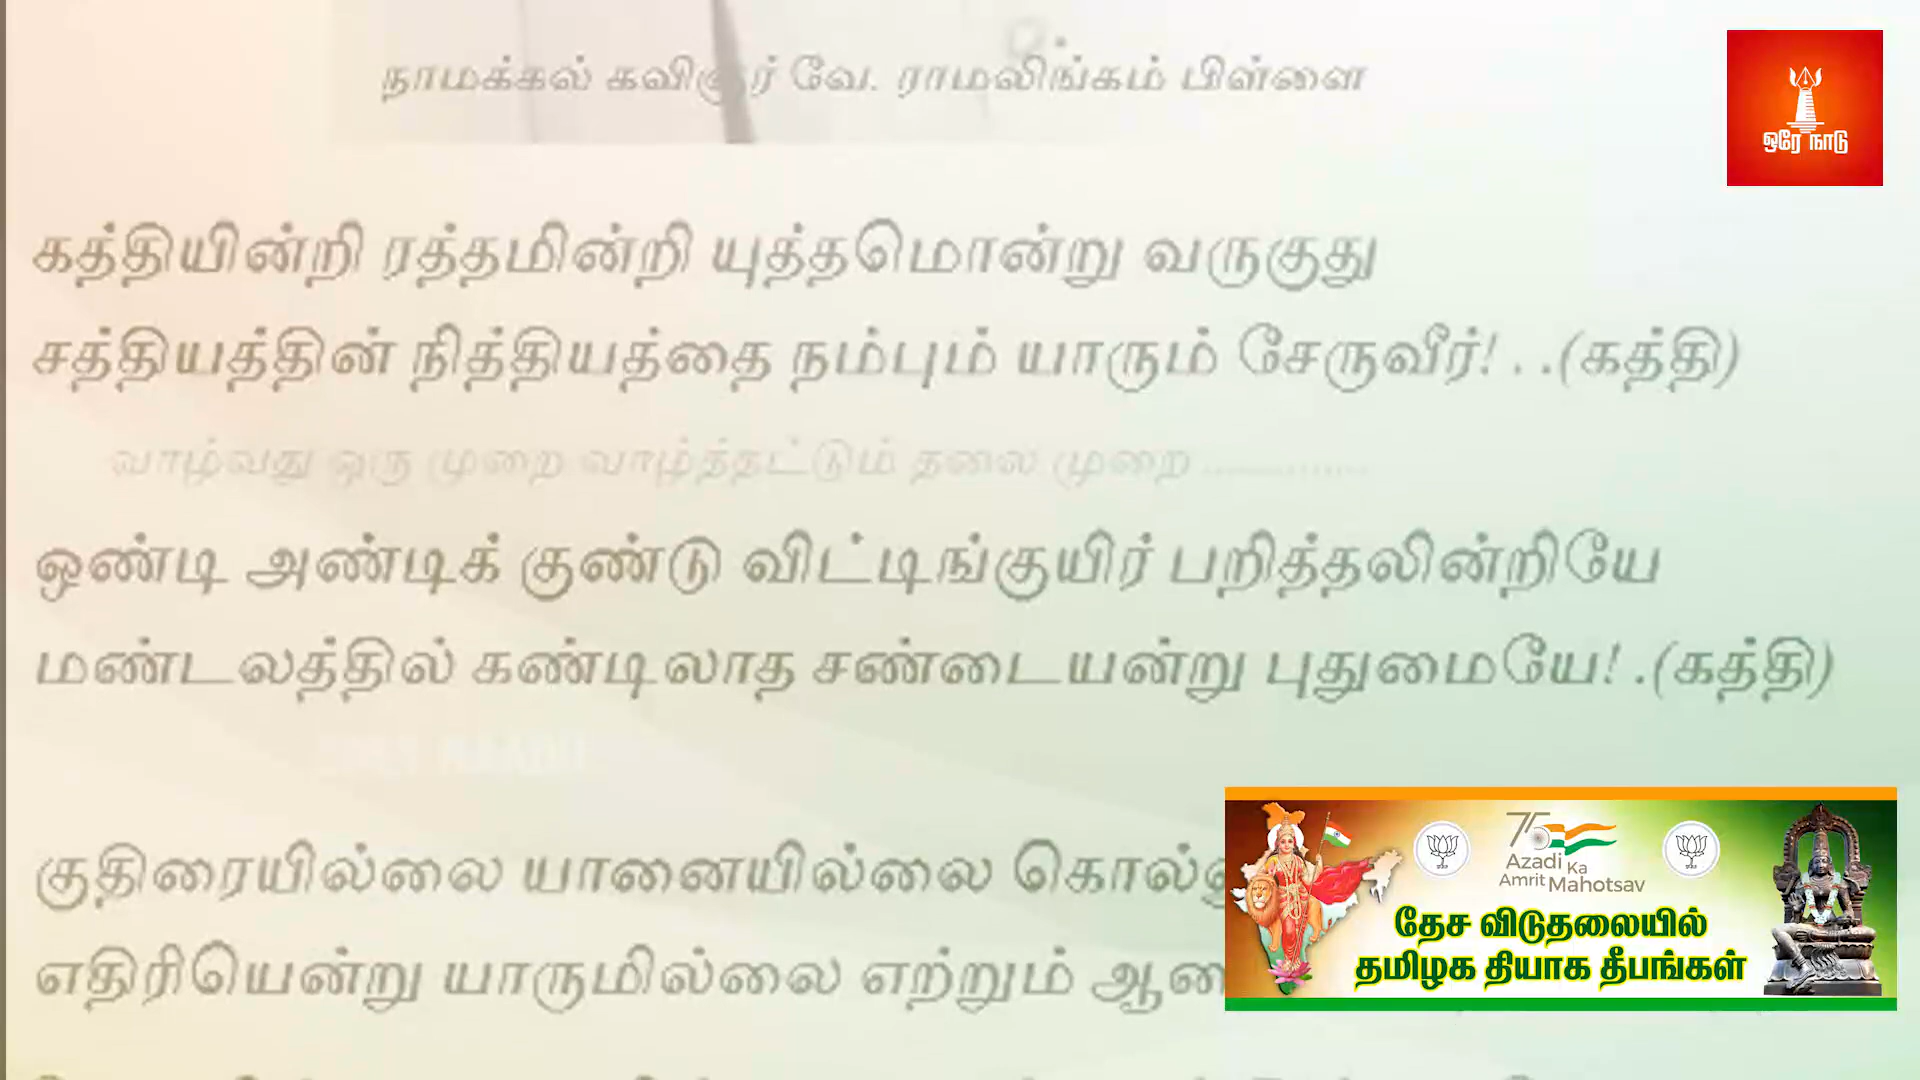 நாமக்கல் கவிஞர் வே. ராமலிங்கம் பிள்ளை
ஒரே நாடு
கத்தியின்றி ரத்தமின்றி யுத்தமொன்று வருகுது
சத்தியத்தின் நித்தியத்தை நம்பும் யாரும் சேருவீர்! . .(கத்தி)
வாழ்வது ஒரு முறை வாழ்த்தட்டும் தலை முறை ..............
ஒண்டி அண்டிக் குண்டு விட்டிங்குயிர் பறித்தலின்றியே
மண்டலத்தில் கண்டிலாத சண்டையன்று புதுமையே! .(கத்தி)
குதிரையில்லை யானையில்லை
எதிரியென்று யாருமில்லை எற்றும்
75
Azadi Ka
Amrit Mahotsav
தேச விடுதலையில்
தமிழக தியாக தீபங்கள்